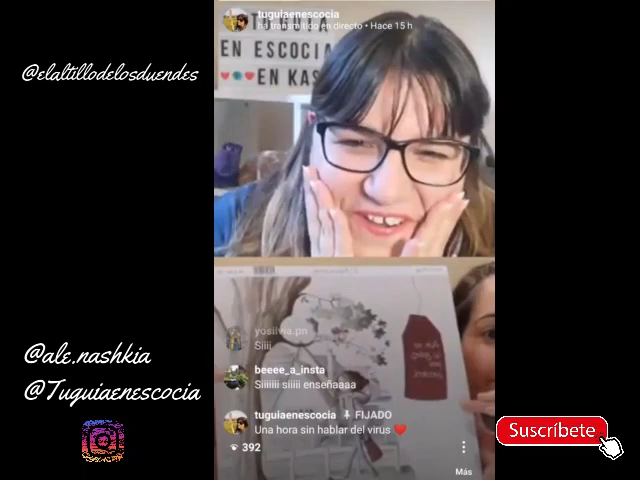 tuguiaenescocia
ha transmitido en directo • Hace 15 h
EN ESCOCIA
EN KAS
@elaltillodelosduendes
yosilvia.pn
Siiii
beeee_a_insta
Siiiiiii siiiii enseñaaaa
@ale.nashkia
@Tuguiaenescocia
tuguiaenescocia FIJADO
Una hora sin hablar del virus ❤️
392
Más
Suscríbete